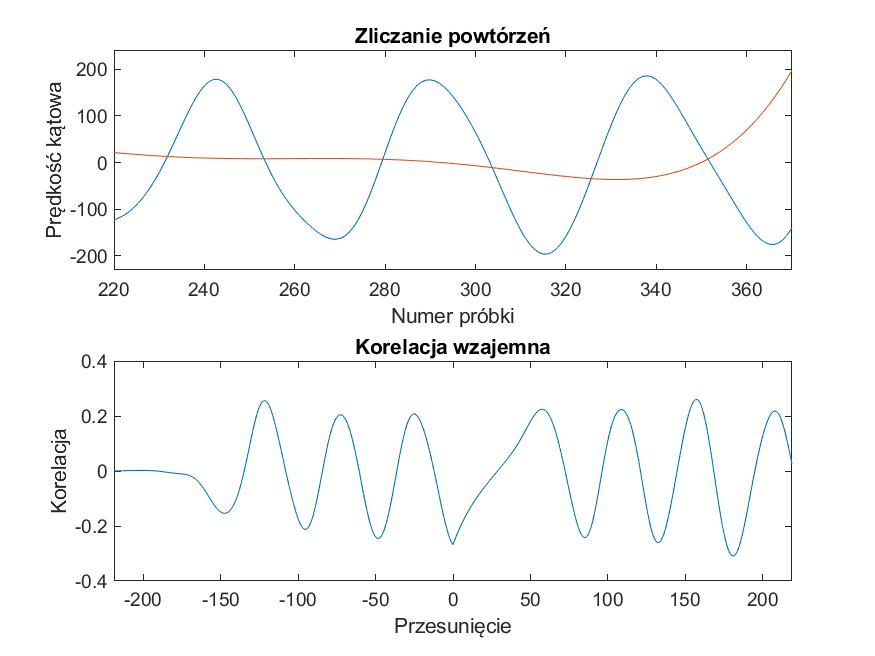 Zliczanie powtórzeń
200
100
0
-100
-200
Prędkość kątowa
220 240 260 280 300 320 340 360
Numer próbki
Korelacja wzajemna
0.4
0.2
0
-0.2
-0.4
Korelacja
-200 -150 -100 -50 0 50 100 150 200
Przesunięcie